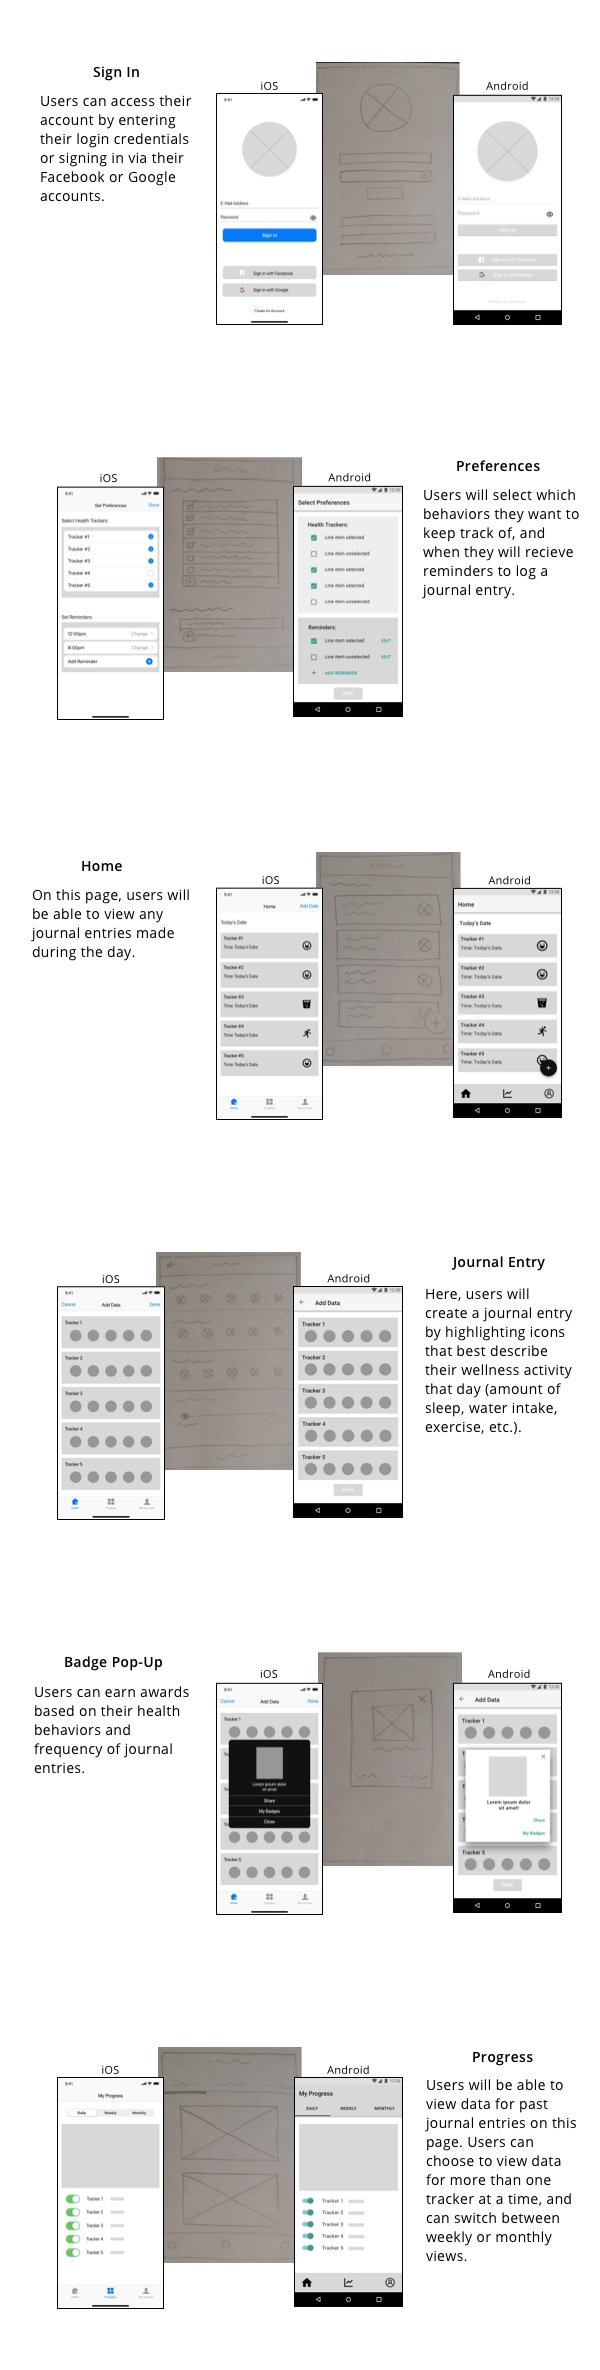 Sign In
Users can access their
account by entering
their login credentials
or signing in via their
Facebook or Google
accounts.
iOS
9:41
E-Mail Address
Password
Sign In
Sign in with Facebook
Sign in with Google
Create An Account
Android
12:30
E-Mail Address
Password
SIGN IN
Sign in with Facebook
Sign in with Google
Create an Account
iOS
9:41
Set Preferences Done
Select Health Trackers:
Tracker #1
Tracker #2
Tracker #3
Tracker #4
Tracker #5
Set Reminders
12:00pm Change
8:00pm Change
Add Reminder
Android
12:30
Select Preferences
Health Trackers:
Line item selected
Line item unselected
Line item selected
Line item selected
Line item unselected
Reminders:
Line item selected EDIT
Line item unselected EDIT
+ ADD REMINDER
Preferences
Users will select which
behaviors they want to
keep track of, and
when they will recieve
reminders to log a
journal entry.
Home
On this page, users will
be able to view any
journal entries made
during the day.
iOS
9:41
Home Add Data
Today's Date
Tracker #1
Time: Today's Data
Tracker #2
Time: Today's Data
Tracker #3
Time: Today's Data
Tracker #4
Time: Today's Data
Tracker #5
Time: Today's Data
Home Progress My Account
Android
12:30
Home
Today's Date
Tracker #1
Time: Today's Data
Tracker #2
Time: Today's Data
Tracker #3
Time: Today's Data
Tracker #4
Time: Today's Data
Tracker #5
Time: Today's Data
iOS
9:41
Cancel Add Data Done
Tracker 1
Tracker 2
Tracker 3
Tracker 4
Tracker 5
Home Progress My Account
Android
12:30
Add Data
Tracker 1
Tracker 2
Tracker 3
Tracker 4
Tracker 5
Journal Entry
Here, users will
create a journal entry
by highlighting icons
that best describe
their wellness activity
that day (amount of
sleep, water intake,
exercise, etc.).
Badge Pop-Up
Users can earn awards
based on their health
behaviors and
frequency of journal
entries.
iOS
9:41
Cancel Add Data Done
Tracker 1
Lorem ipsum dolor
sit amet
Share
My Badges
Close
Tracker 5
Home Progress My Account
Android
12:30
Add Data
Tracker 1
Lorem ipsum dolor
sit amet!
Share
My Badges
Tracker 5
iOS
9:41
My Progress
Daily Weekly Monthly
Tracker 1
Tracker 2
Tracker 3
Tracker 4
Tracker 5
Home Progress My Account
Android
12:30
My Progress
DAILY WEEKLY MONTHLY
Tracker 1
Tracker 2
Tracker 3
Tracker 4
Tracker 5
Progress
Users will be able to
view data for past
journal entries on this
page. Users can
choose to view data
for more than one
tracker at a time, and
can switch between
weekly or monthly
views.